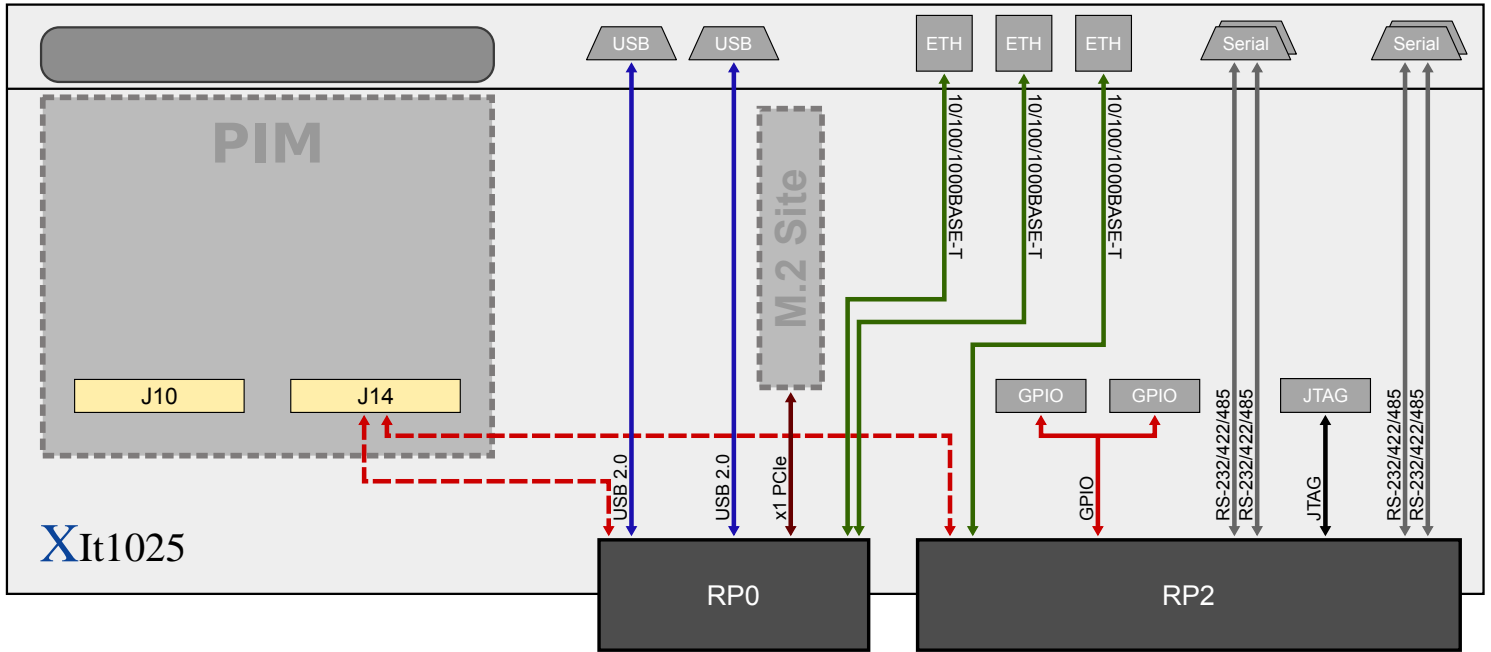 USB
USB
ETH
ETH
ETH
Serial
Serial
PIM
M.2 Site
10/100/1000BASE-T
10/100/1000BASE-T
10/100/1000BASE-T
J10
J14
GPIO
GPIO
JTAG
USB 2.0
USB 2.0
x1 PCIe
GPIO
RS-232/422/485
RS-232/422/485
JTAG
RS-232/422/485
RS-232/422/485
XIt1025
RP0
RP2